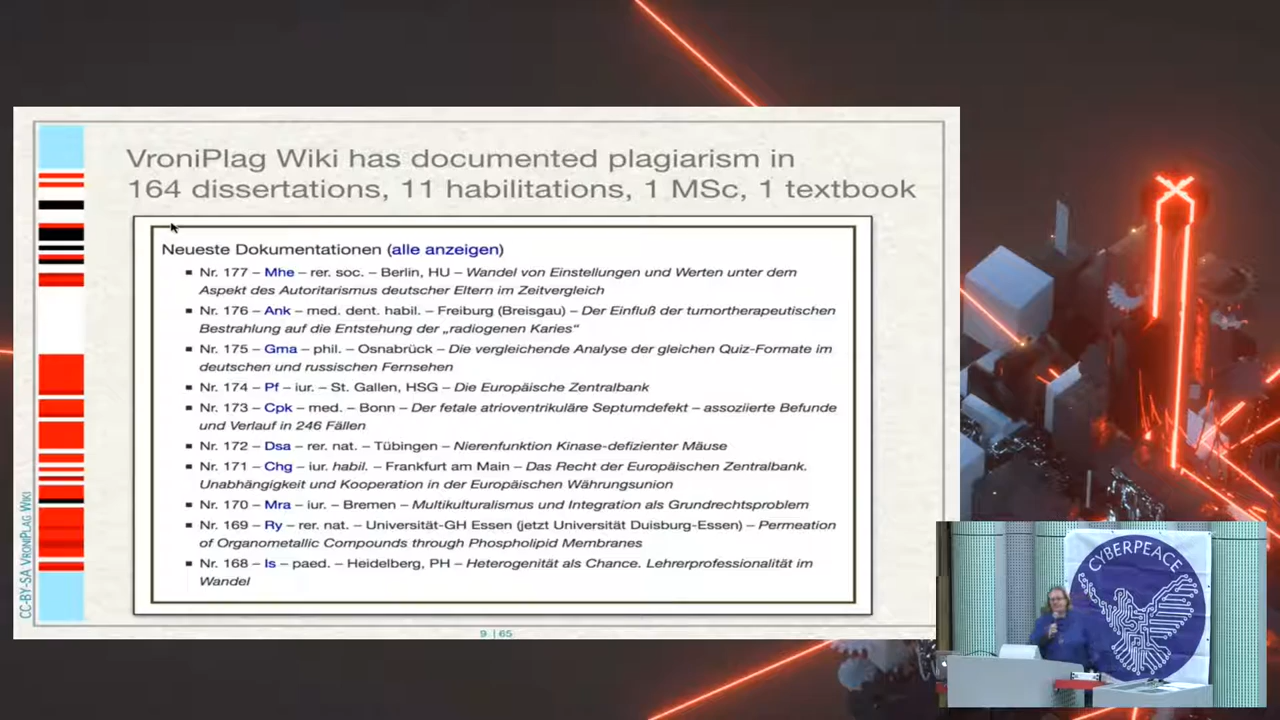 VroniPlag Wiki has documented plagiarism in
164 dissertations, 11 habilitations, 1 MSc, 1 textbook
Neueste Dokumentationen (alle anzeigen)
Nr. 177 – Mhe – rer. soc. – Berlin, HU – Wandel von Einstellungen und Werten unter dem
Aspekt des Autoritarismus deutscher Eltern im Zeitvergleich
Nr. 176 – Ank – med. dent. habil. – Freiburg (Breisgau) – Der Einfluß der tumortherapeutischen
Bestrahlung auf die Entstehung der „radiogenen Karies“
Nr. 175 – Gma – phil. – Osnabrück – Die vergleichende Analyse der gleichen Quiz-Formate im
deutschen und russischen Fernsehen
Nr. 174 – Pf – iur. – St. Gallen, HSG – Die Europäische Zentralbank
Nr. 173 – Cpk – med. – Bonn – Der fetale atrioventrikuläre Septumdefekt – assoziierte Befunde
und Verlauf in 246 Fällen
Nr. 172 – Dsa – rer. nat. – Tübingen – Nierenfunktion Kinase-defizienter Mäuse
Nr. 171 – Chg – iur. habil. – Frankfurt am Main – Das Recht der Europäischen Zentralbank.
Unabhängigkeit und Kooperation in der Europäischen Währungsunion
Nr. 170 – Mra – iur. – Bremen – Multikulturalismus und Integration als Grundrechtsproblem
Nr. 169 – Ry – rer. nat. – Universität-GH Essen (jetzt Universität Duisburg-Essen) – Permeation
of Organometallic Compounds through Phospholipid Membranes
Nr. 168 – Is – paed. – Heidelberg, PH – Heterogenität als Chance. Lehrerprofessionalität im
Wandel
CC-BY-SA VRONIPLAG WIKI
9 | 65
CYBERPEACE